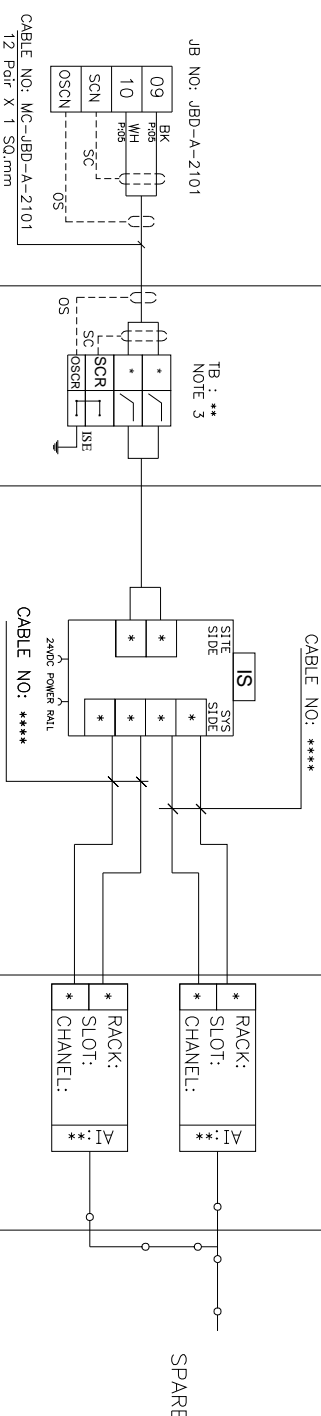 JB NO: JBD-A-2101
09
10
SCN
OSCN
BK
P:05
WH
P:05
SC
OS
CABLE NO: MC-JBD-A-2101
12 Pair X 1 SQ.mm
TB : **
NOTE 3
*
*
SCR
OSCR
SC
OS
ISE
CABLE NO: ****
IS
SITE
SIDE
SYS
SIDE
*
*
*
*
*
*
24VDC POWER RAIL
CABLE NO: ****
*
*
RACK:
SLOT:
CHANEL:
AI:**
*
*
RACK:
SLOT:
CHANEL:
AI:**
SPARE